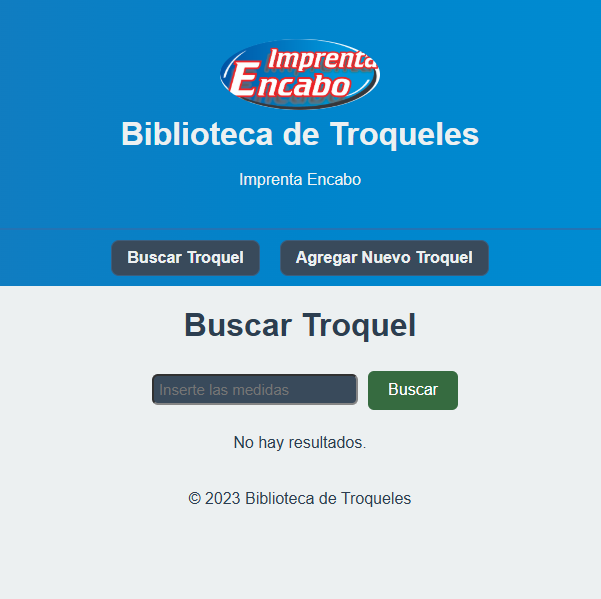 Imprenta
Encabo
Biblioteca de Troqueles
Imprenta Encabo
Buscar Troquel
Agregar Nuevo Troquel
Buscar Troquel
Inserte las medidas
Buscar
No hay resultados.
© 2023 Biblioteca de Troqueles